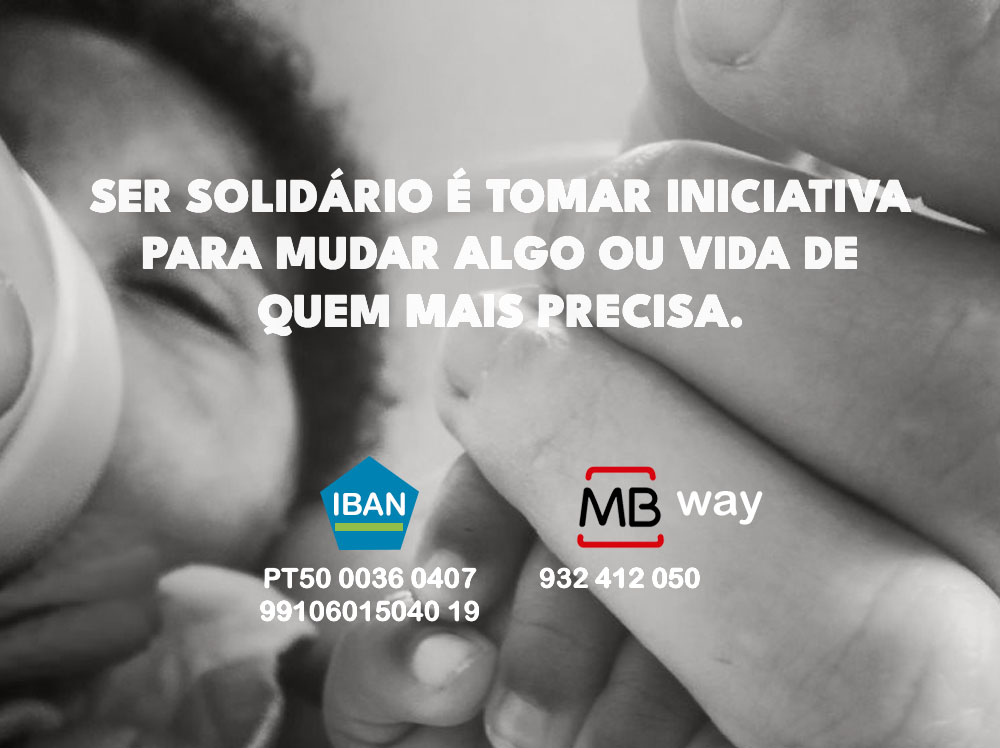 SER SOLIDÁRIO É TOMAR INICIATIVA
PARA MUDAR ALGO OU VIDA DE
QUEM MAIS PRECISA.
IBAN
PT50 0036 0407
99106015040 19
MB way
932 412 050